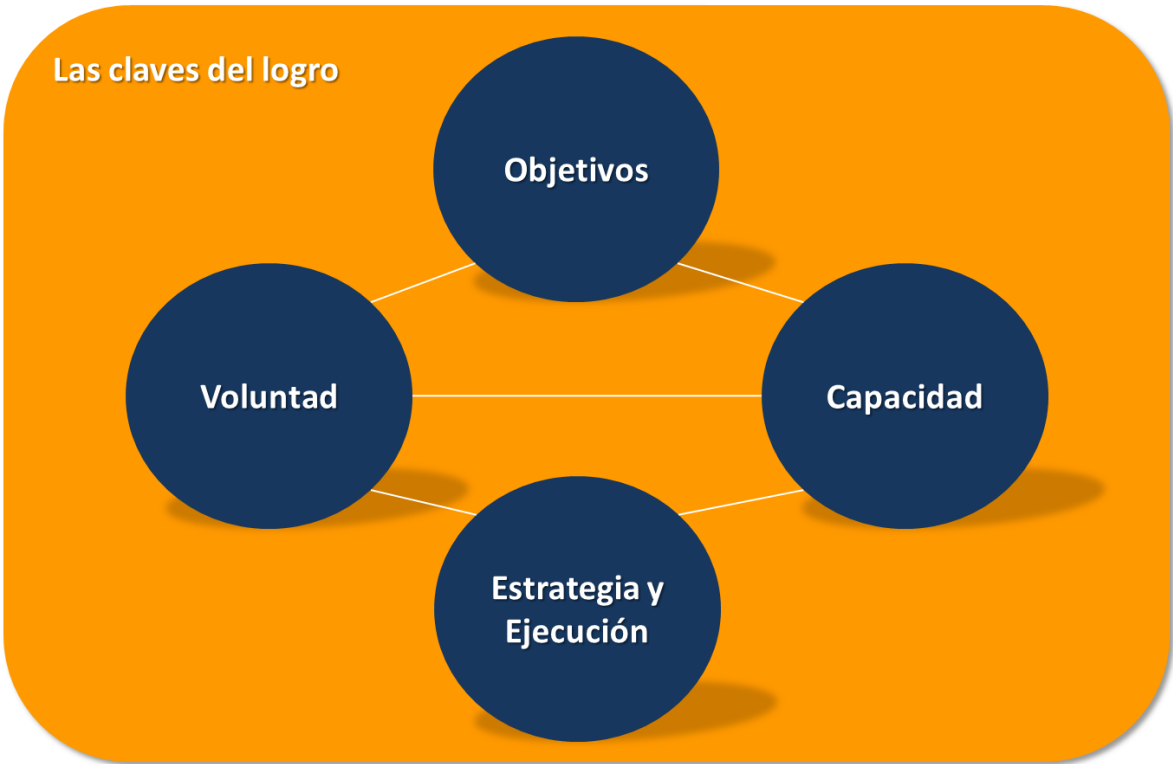 Las claves del logro
Objetivos
Voluntad
Capacidad
Estrategia y
Ejecución